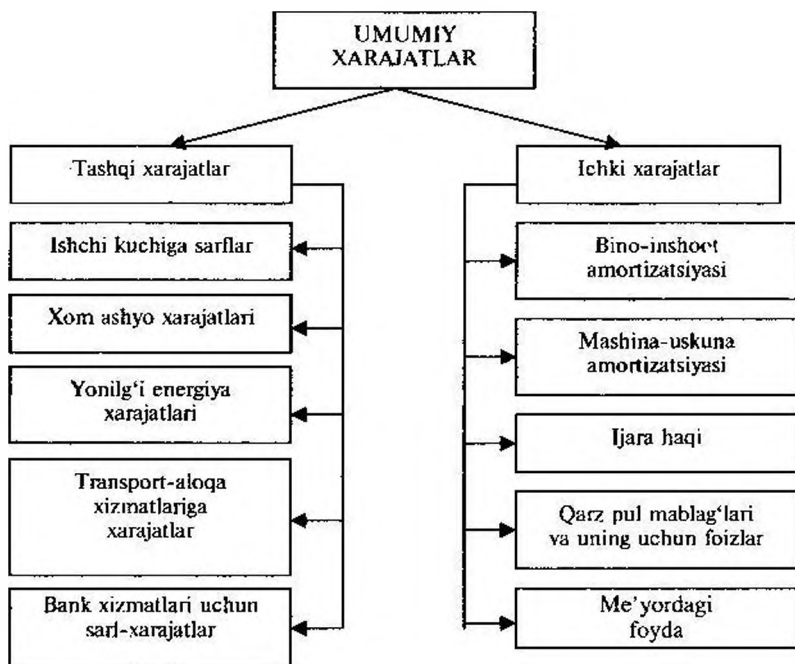 UMUMIY
XARAJATLAR
Tashqi xarajatlar
Ishchi kuchiga sarflar
Xom ashyo xarajatlari
Yonilg‘i energiya
xarajatlari
Transport-aloqa
xizmatlariga
xarajatlar
Bank xizmatlari uchun
sarf-xarajatlar
Ichki xarajatlar
Bino-inshoot
amortizatsiyasi
Mashina-uskuna
amortizatsiyasi
Ijara haqi
Qarz pul mablag‘lari
va uning uchun foizlar
Me’yordagi
foyda